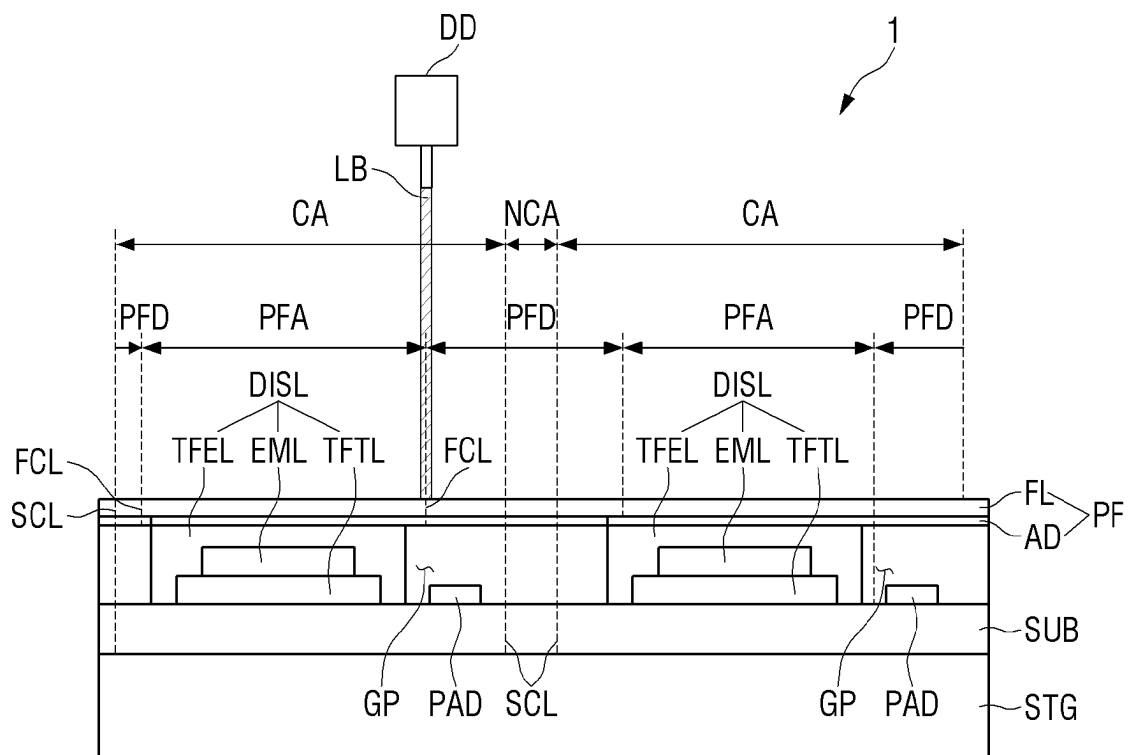 DD
1
LB
CA
NCA
CA
PFD
PFA
PFD
PFA
PFD
DISL
DISL
TFEL
EML
TFTL
FCL
TFEL
EML
TFTL
FCL
SCL
FL
AD
PF
SUB
GP
PAD
SCL
GP
PAD
STG